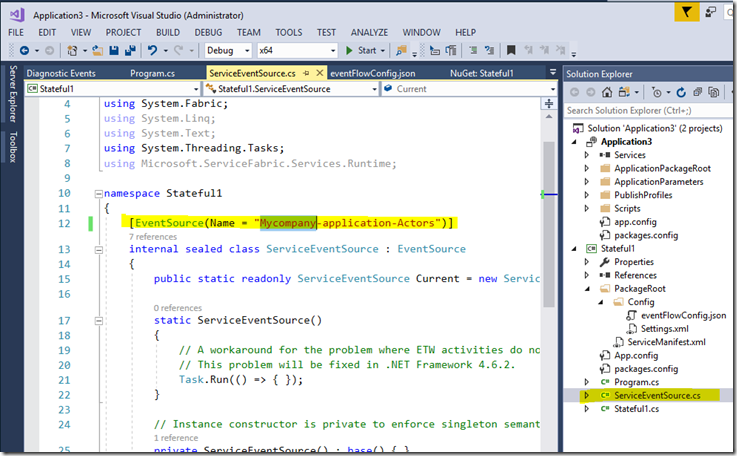 Application3 - Microsoft Visual Studio (Administrator)
FILE EDIT VIEW PROJECT BUILD DEBUG TEAM TOOLS TEST ANALYZE WINDOW HELP
Debug x64 Start
Server Explorer
Toolbox
Diagnostic Events Program.cs ServiceEventSource.cs eventFlowConfig.json NuGet: Stateful1
C# Stateful1 Stateful1.ServiceEventSource Current
4 using System.Fabric;
5 using System.Linq;
6 using System.Text;
7 using System.Threading.Tasks;
8 using Microsoft.ServiceFabric.Services.Runtime;
9
10 namespace Stateful1
11 {
12 [EventSource(Name = "Mycompany-application-Actors")]
7 references
13 internal sealed class ServiceEventSource : EventSource
14 {
15 public static readonly ServiceEventSource Current = new Servic
16
0 references
17 static ServiceEventSource()
18 {
19 // A workaround for the problem where ETW activities do no
20 // This problem will be fixed in .NET Framework 4.6.2.
21 Task.Run(() => { });
22 }
23
24 // Instance constructor is private to enforce singleton semant
1 reference
25 private ServiceEventSource() : base() { }
Solution Explorer
Search Solution Explorer (Ctrl+;)
Solution 'Application3' (2 projects)
Application3
Services
ApplicationPackageRoot
ApplicationParameters
PublishProfiles
Scripts
app.config
packages.config
C# Stateful1
Properties
References
PackageRoot
Config
eventFlowConfig.json
Settings.xml
ServiceManifest.xml
App.config
packages.config
C# Program.cs
C# ServiceEventSource.cs
C# Stateful1.cs